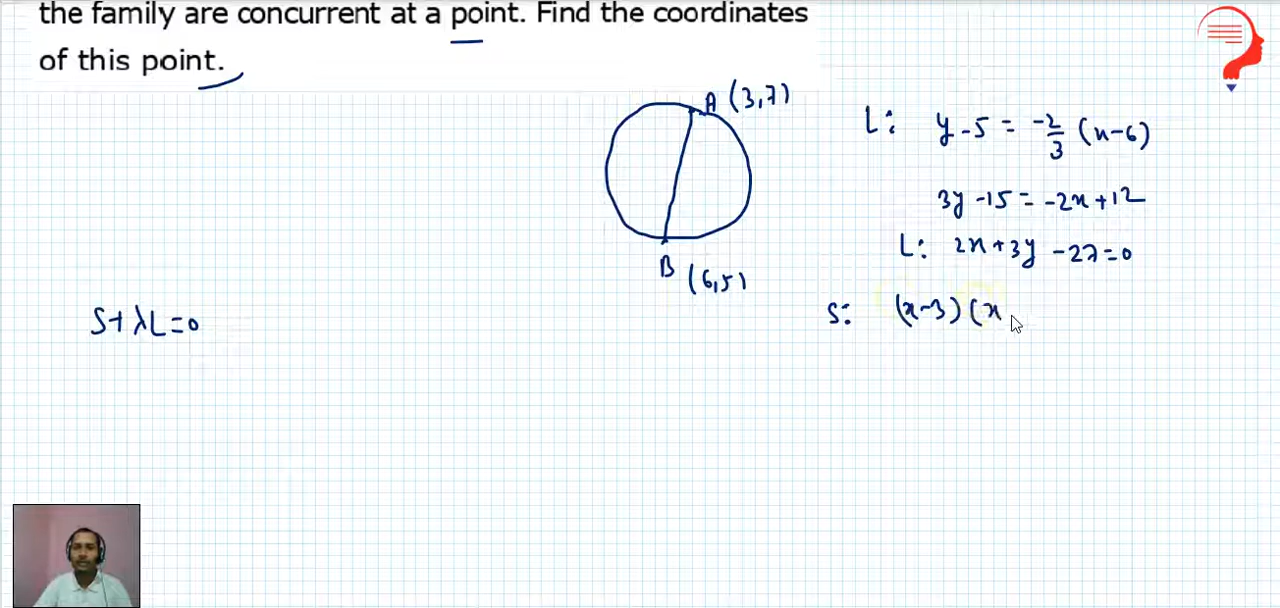 the family are concurrent at a point. Find the coordinates
of this point.
A (3,7)
B (6,5)
S+λL=0
L: y-5 = -2/3 (x-6)
3y-15 = -2x+12
L: 2x+3y-27=0
S: (x-3)(x